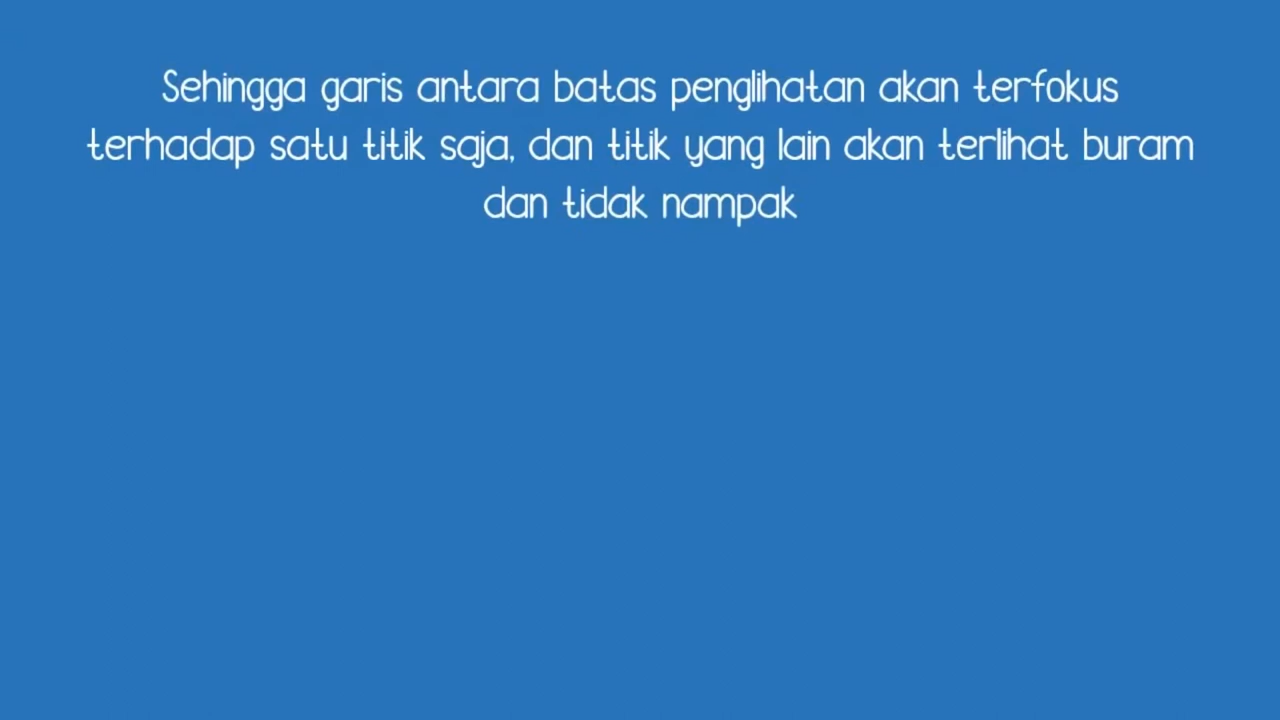 Sehingga garis antara batas penglihatan akan terfokus
terhadap satu titik saja, dan titik yang lain akan terlihat buram
dan tidak nampak